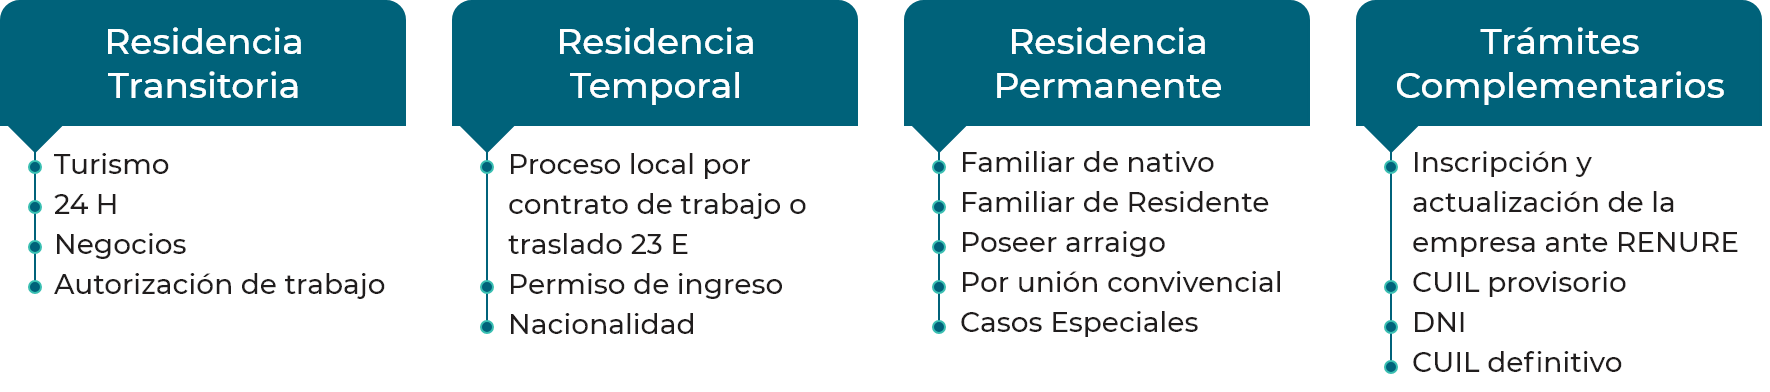 Residencia
Transitoria
Turismo
24 H
Negocios
Autorización de trabajo
Residencia
Temporal
Proceso local por
contrato de trabajo o
traslado 23 E
Permiso de ingreso
Nacionalidad
Residencia
Permanente
Familiar de nativo
Familiar de Residente
Poseer arraigo
Por unión convivencial
Casos Especiales
Trámites
Complementarios
Inscripción y
actualización de la
empresa ante RENURE
CUIL provisorio
DNI
CUIL definitivo